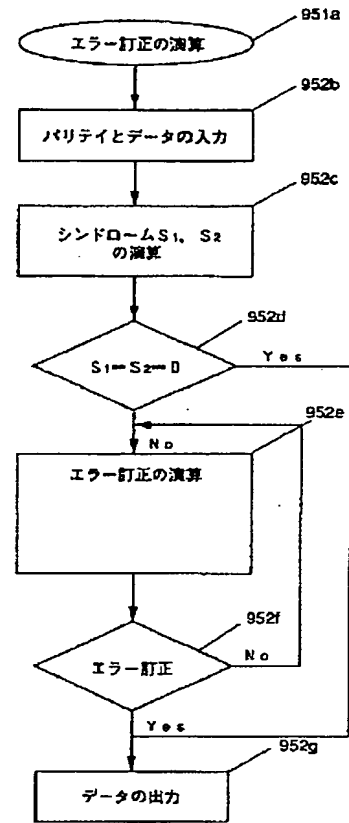 951a
エラー訂正の演算
952b
パリテイとデータの入力
952c
シンドロームS1, S2
の演算
952d
S1=S2=0
Yes
952e
No
エラー訂正の演算
952f
エラー訂正
No
Yes
952g
データの出力